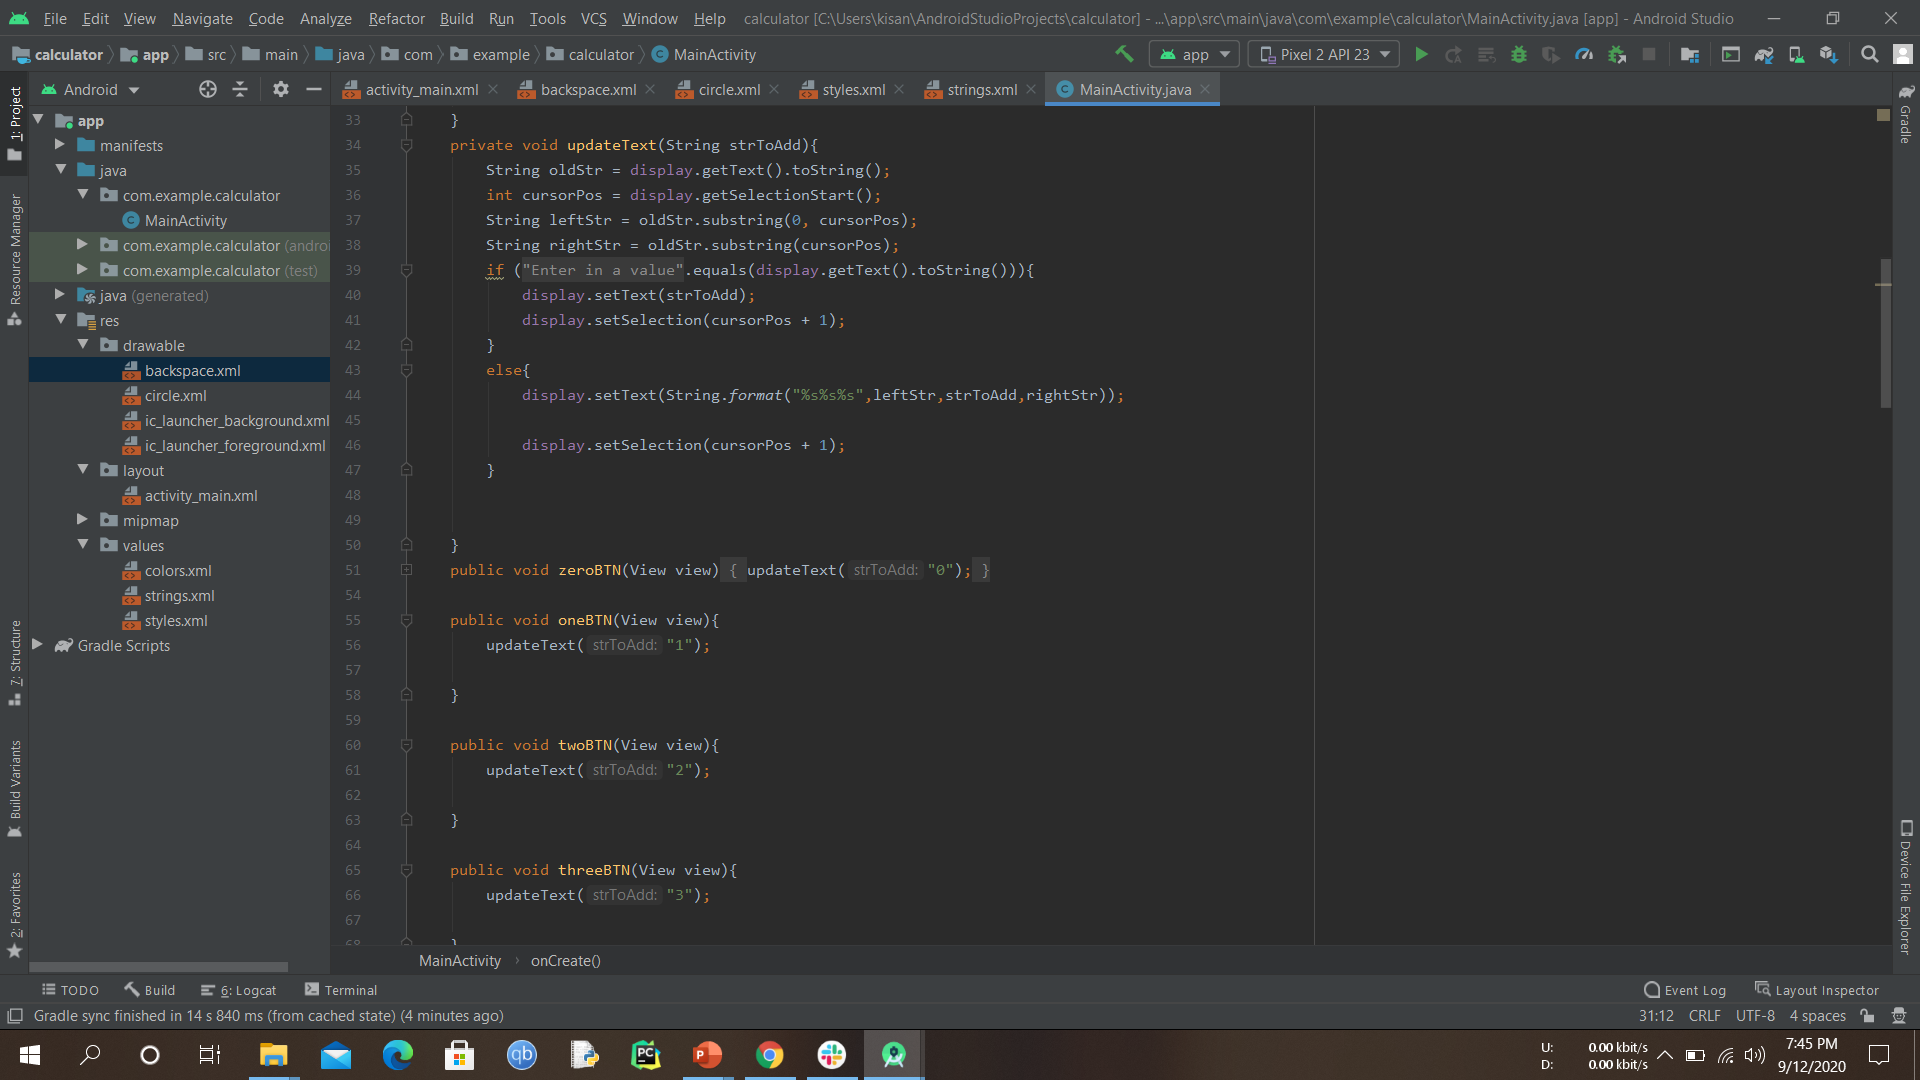 File Edit View Navigate Code Analyze Refactor Build Run Tools VCS Window Help calculator [C:\Users\kisan\AndroidStudioProjects\calculator] - ...\app\src\main\java\com\example\calculator\MainActivity.java [app] - Android Studio
calculator app src main java com example calculator MainActivity app Pixel 2 API 23
Android activity_main.xml backspace.xml circle.xml styles.xml strings.xml MainActivity.java
1: Project
Resource Manager
7: Structure
Build Variants
2: Favorites
app
manifests
java
com.example.calculator
MainActivity
com.example.calculator (andro
com.example.calculator (test)
java (generated)
res
drawable
backspace.xml
circle.xml
ic_launcher_background.xml
ic_launcher_foreground.xml
layout
activity_main.xml
mipmap
values
colors.xml
strings.xml
styles.xml
Gradle Scripts
33 }
34 private void updateText(String strToAdd){
35 String oldStr = display.getText().toString();
36 int cursorPos = display.getSelectionStart();
37 String leftStr = oldStr.substring(0, cursorPos);
38 String rightStr = oldStr.substring(cursorPos);
39 if ("Enter in a value".equals(display.getText().toString())){
40 display.setText(strToAdd);
41 display.setSelection(cursorPos + 1);
42 }
43 else{
44 display.setText(String.format("%s%s%s",leftStr,strToAdd,rightStr));
45
46 display.setSelection(cursorPos + 1);
47 }
48
49
50 }
51 public void zeroBTN(View view) { updateText( strToAdd: "0"); }
54
55 public void oneBTN(View view){
56 updateText( strToAdd: "1");
57
58 }
59
60 public void twoBTN(View view){
61 updateText( strToAdd: "2");
62
63 }
64
65 public void threeBTN(View view){
66 updateText( strToAdd: "3");
67
68 }
Gradle
Device File Explorer
MainActivity onCreate()
TODO Build 6: Logcat Terminal Event Log Layout Inspector
Gradle sync finished in 14 s 840 ms (from cached state) (4 minutes ago) 31:12 CRLF UTF-8 4 spaces
qb PC P U: 0.00 kbit/s 7:45 PM
D: 0.00 kbit/s 9/12/2020